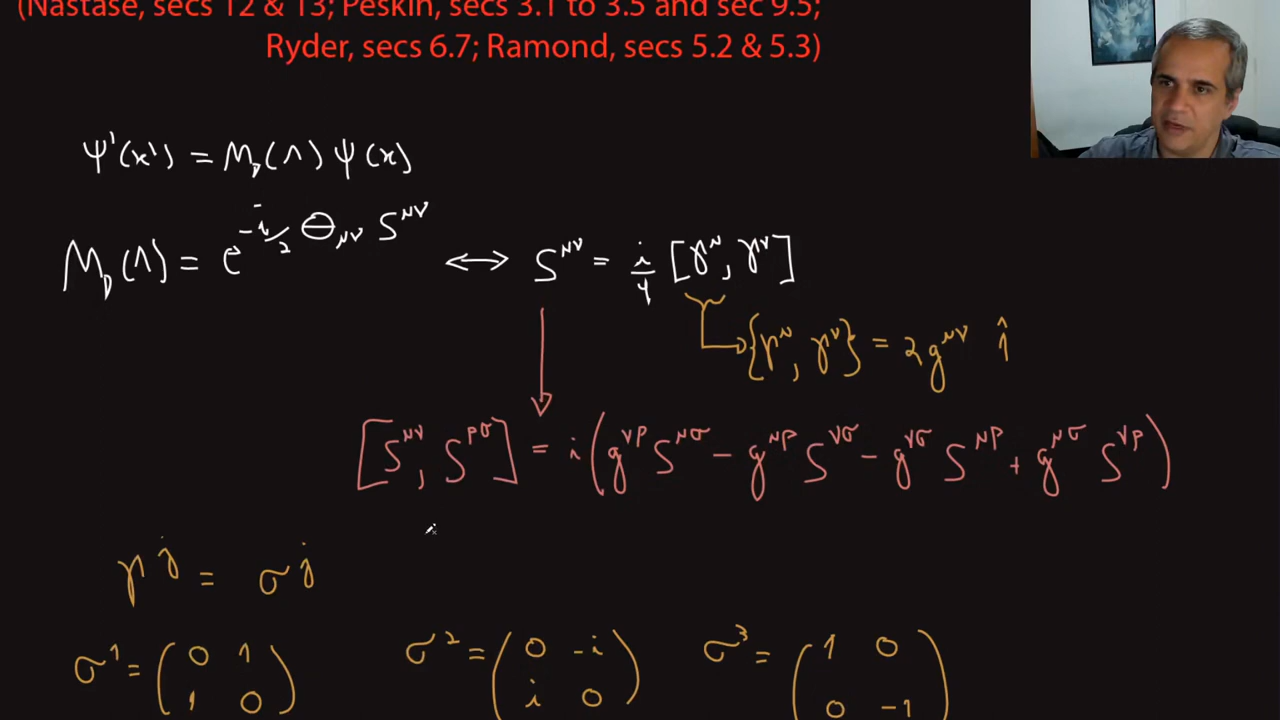 (Nastase, secs 12 & 13; Peskin, secs 3.1 to 3.5 and sec 9.5;
Ryder, secs 6.7; Ramond, secs 5.2 & 5.3)
ψ'(x') = M_D(Λ) ψ(x)
M_D(Λ) = e^{-i/2 Θ_{μν} S^{μν}} ↔ S^{μν} = i/4 [γ^μ, γ^ν]
{γ^μ, γ^ν} = 2g^{μν} 1̂
[S^{μν}, S^{ρσ}] = i(g^{νρ} S^{μσ} - g^{μρ} S^{νσ} - g^{νσ} S^{μρ} + g^{μσ} S^{νρ})
γ^j = σ^j
σ^1 = (0 1; 1 0) σ^2 = (0 -i; i 0) σ^3 = (1 0; 0 -1)